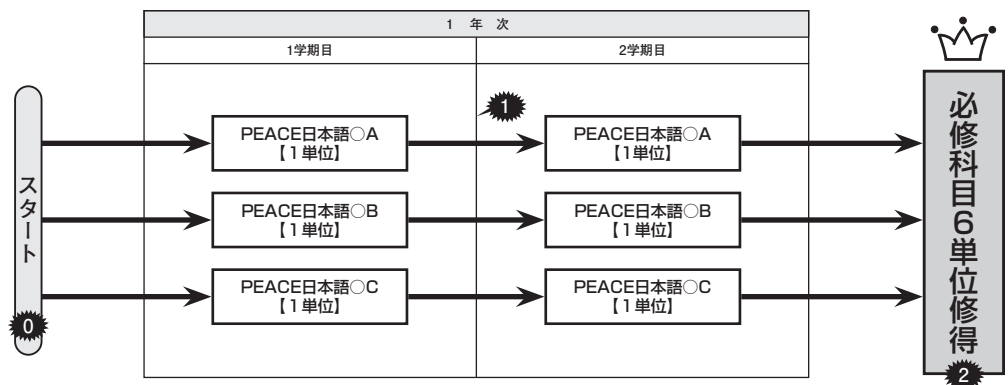 1 年 次
1学期目
2学期目
スタート
0
PEACE日本語○A
【1単位】
1
PEACE日本語○A
【1単位】
PEACE日本語○B
【1単位】
PEACE日本語○B
【1単位】
PEACE日本語○C
【1単位】
PEACE日本語○C
【1単位】
必修科目6単位修得
2